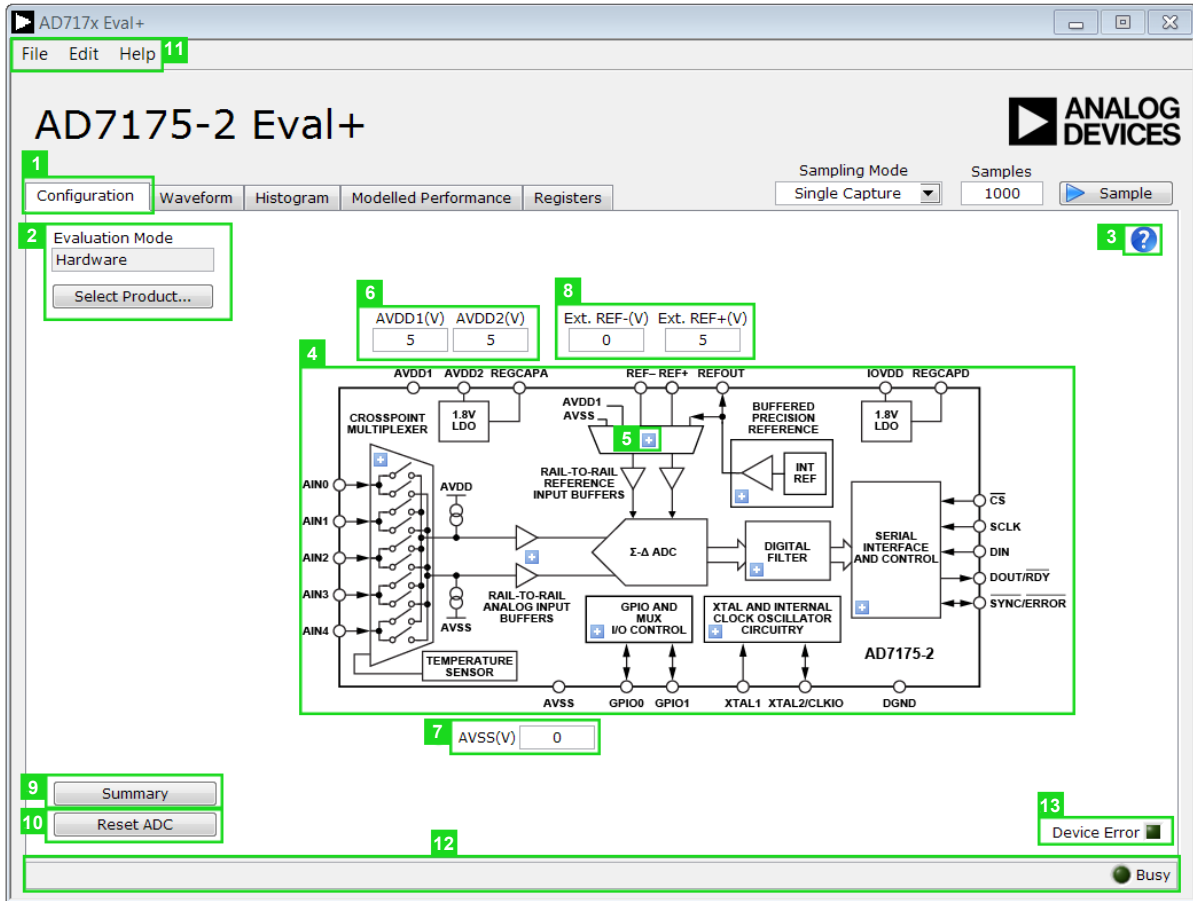 AD717x Eval+
File Edit Help 11
AD7175-2 Eval+
ANALOG
DEVICES
1
Sampling Mode Samples
Configuration Waveform Histogram Modelled Performance Registers
Single Capture 1000 Sample
2 Evaluation Mode
Hardware
Select Product...
3 ?
6
AVDD1(V) AVDD2(V)
5 5
8
Ext. REF-(V) Ext. REF+(V)
0 5
4
AVDD1 AVDD2 REGCAPA REF– REF+ REFOUT IOVDD REGCAPD
CROSSPOINT
MULTIPLEXER
1.8V
LDO
AVDD1
AVSS
5
BUFFERED
PRECISION
REFERENCE
1.8V
LDO
RAIL-TO-RAIL
REFERENCE
INPUT BUFFERS
INT
REF
AIN0
AIN1
AIN2
AIN3
AIN4
AVDD
AVSS
Σ-Δ ADC
DIGITAL
FILTER
SERIAL
INTERFACE
AND CONTROL
CS
SCLK
DIN
DOUT/RDY
SYNC/ERROR
RAIL-TO-RAIL
ANALOG INPUT
BUFFERS
GPIO AND
MUX
I/O CONTROL
XTAL AND INTERNAL
CLOCK OSCILLATOR
CIRCUITRY
TEMPERATURE
SENSOR
AD7175-2
AVSS GPIO0 GPIO1 XTAL1 XTAL2/CLKIO DGND
7 AVSS(V) 0
9 Summary
10 Reset ADC
13
Device Error
12
Busy